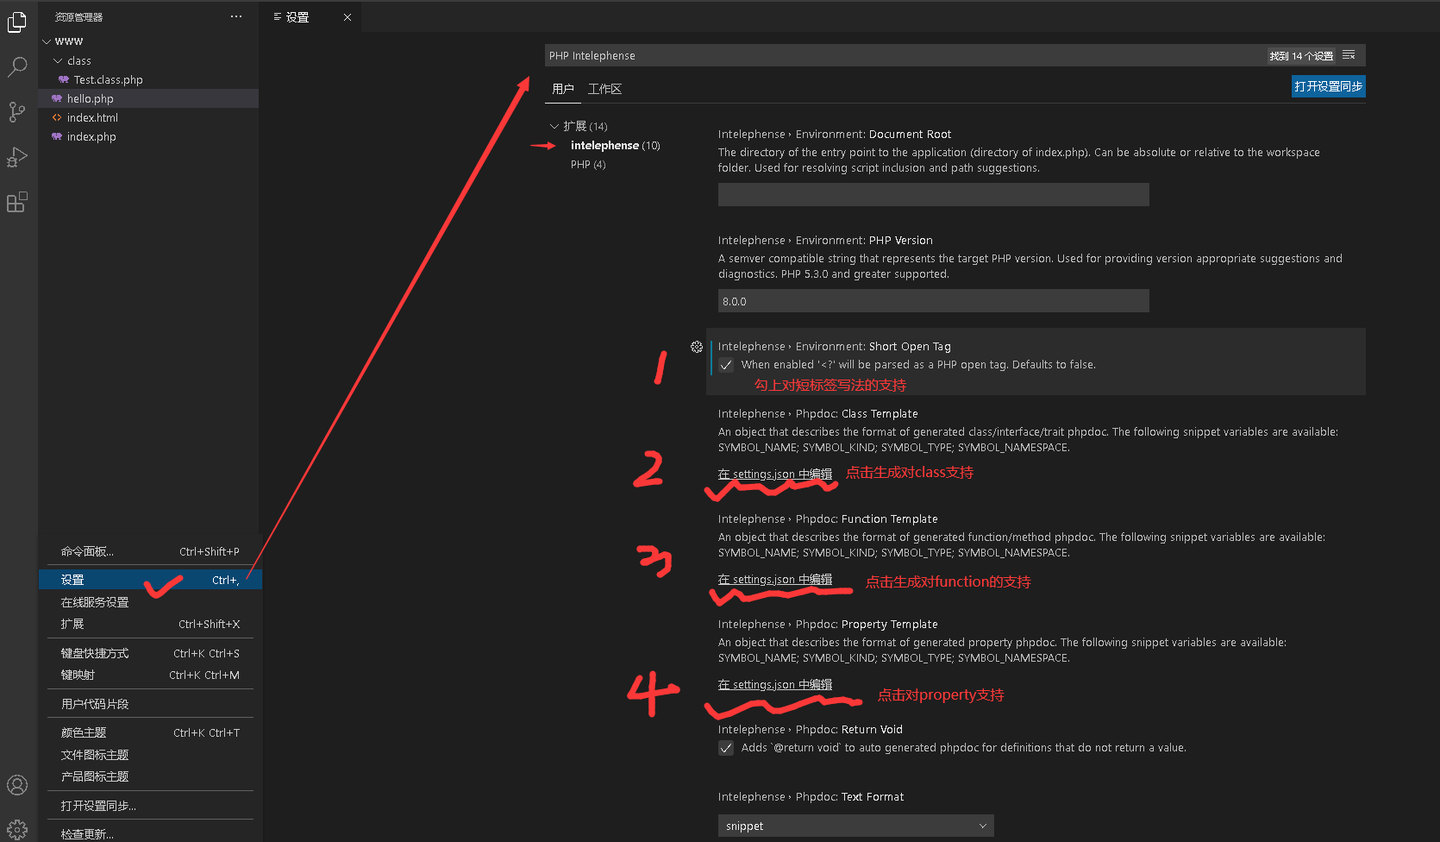 资源管理器
···
设置
WWW
class
Test.class.php
hello.php
index.html
index.php
PHP Intelephense
找到 14 个设置
用户
工作区
打开设置同步
扩展 (14)
intelephense (10)
PHP (4)
Intelephense › Environment: Document Root
The directory of the entry point to the application (directory of index.php). Can be absolute or relative to the workspace
folder. Used for resolving script inclusion and path suggestions.
Intelephense › Environment: PHP Version
A semver compatible string that represents the target PHP version. Used for providing version appropriate suggestions and
diagnostics. PHP 5.3.0 and greater supported.
8.0.0
1
Intelephense › Environment: Short Open Tag
When enabled '<?' will be parsed as a PHP open tag. Defaults to false.
勾上对短标签写法的支持
Intelephense › Phpdoc: Class Template
An object that describes the format of generated class/interface/trait phpdoc. The following snippet variables are available:
SYMBOL_NAME; SYMBOL_KIND; SYMBOL_TYPE; SYMBOL_NAMESPACE.
2
在 settings.json 中编辑 点击生成对class支持
Intelephense › Phpdoc: Function Template
An object that describes the format of generated function/method phpdoc. The following snippet variables are available:
SYMBOL_NAME; SYMBOL_KIND; SYMBOL_TYPE; SYMBOL_NAMESPACE.
3
在 settings.json 中编辑 点击生成对function的支持
Intelephense › Phpdoc: Property Template
An object that describes the format of generated property phpdoc. The following snippet variables are available:
SYMBOL_NAME; SYMBOL_KIND; SYMBOL_TYPE; SYMBOL_NAMESPACE.
4
在 settings.json 中编辑 点击对property支持
Intelephense › Phpdoc: Return Void
Adds `@return void` to auto generated phpdoc for definitions that do not return a value.
Intelephense › Phpdoc: Text Format
snippet
命令面板... Ctrl+Shift+P
设置 Ctrl+,
在线服务设置
扩展 Ctrl+Shift+X
键盘快捷方式 Ctrl+K Ctrl+S
键映射 Ctrl+K Ctrl+M
用户代码片段
颜色主题 Ctrl+K Ctrl+T
文件图标主题
产品图标主题
打开设置同步...
检查更新...